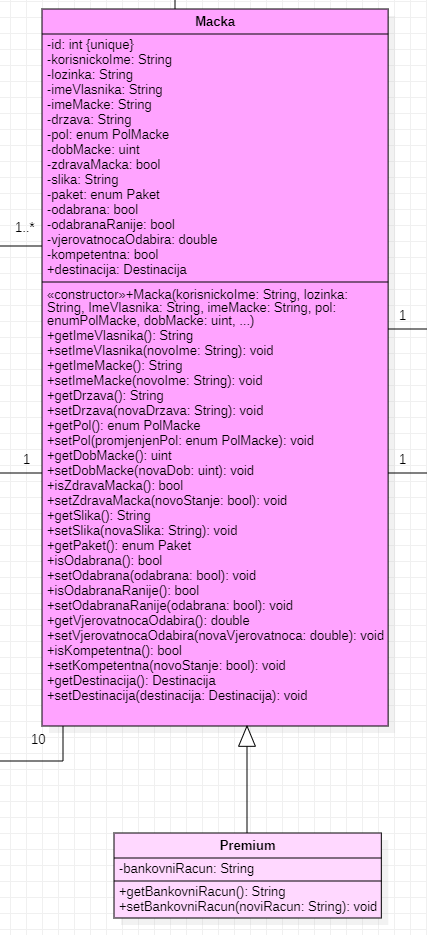 Macka
-id: int {unique}
-korisnickoIme: String
-lozinka: String
-imeVlasnika: String
-imeMacke: String
-drzava: String
-pol: enum PolMacke
-dobMacke: uint
-zdravaMacka: bool
-slika: String
-paket: enum Paket
-odabrana: bool
1..*
-odabranaRanije: bool
-vjerovatnocaOdabira: double
-kompetentna: bool
+destinacija: Destinacija
«constructor»+Macka(korisnickoIme: String, lozinka:
String, ImeVlasnika: String, imeMacke: String, pol:
enumPolMacke, dobMacke: uint, ...)
1
+getImeVlasnika(): String
+setImeVlasnika(novoIme: String): void
+getImeMacke(): String
+setImeMacke(novoIme: String): void
+getDrzava(): String
+setDrzava(novaDrzava: String): void
+getPol(): enum PolMacke
+setPol(promjenjenPol: enum PolMacke): void
+getDobMacke(): uint
1
1
+setDobMacke(novaDob: uint): void
+isZdravaMacka(): bool
+setZdravaMacka(novoStanje: bool): void
+getSlika(): String
+setSlika(novaSlika: String): void
+getPaket(): enum Paket
+isOdabrana(): bool
+setOdabrana(odabrana: bool): void
+isOdabranaRanije(): bool
+setOdabranaRanije(odabrana: bool): void
+getVjerovatnocaOdabira(): double
+setVjerovatnocaOdabira(novaVjerovatnoca: double): void
+isKompetentna(): bool
+setKompetentna(novoStanje: bool): void
+getDestinacija(): Destinacija
+setDestinacija(destinacija: Destinacija): void
10
Premium
-bankovniRacun: String
+getBankovniRacun(): String
+setBankovniRacun(noviRacun: String): void